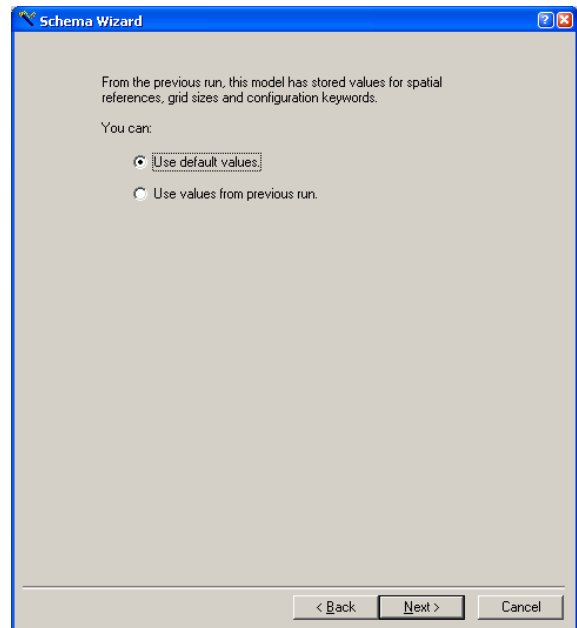 Schema Wizard
From the previous run, this model has stored values for spatial
references, grid sizes and configuration keywords.
You can:
Use default values.
Use values from previous run.
< Back Next > Cancel